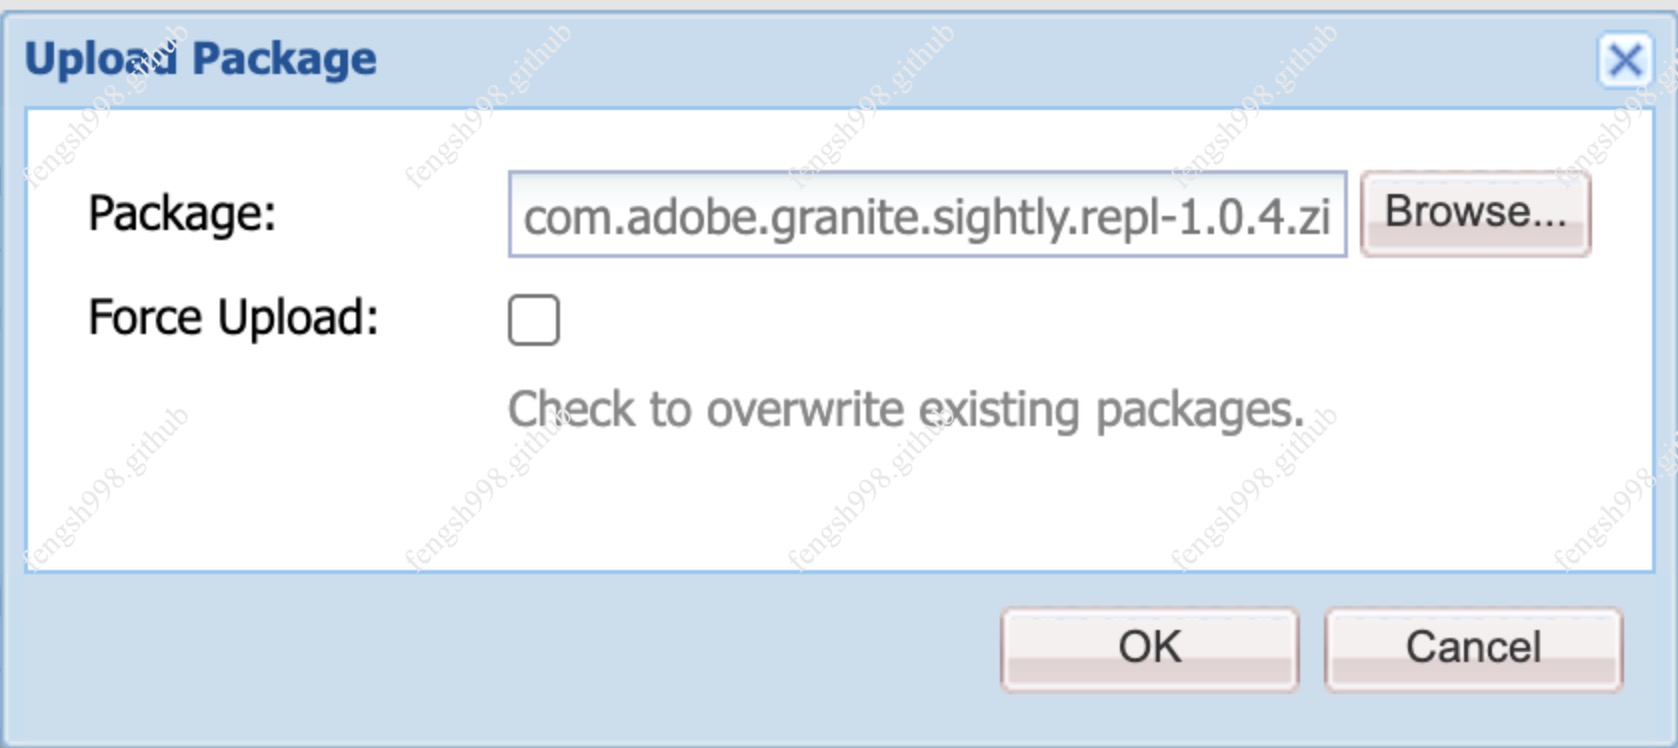 Upload Package
Package: com.adobe.granite.sightly.repl-1.0.4.zi Browse...
Force Upload:
Check to overwrite existing packages.
OK Cancel
fengsh998.github fengsh998.github fengsh998.github fengsh998.github fengsh998.github
fengsh998.github fengsh998.github fengsh998.github fengsh998.github fengsh998.github